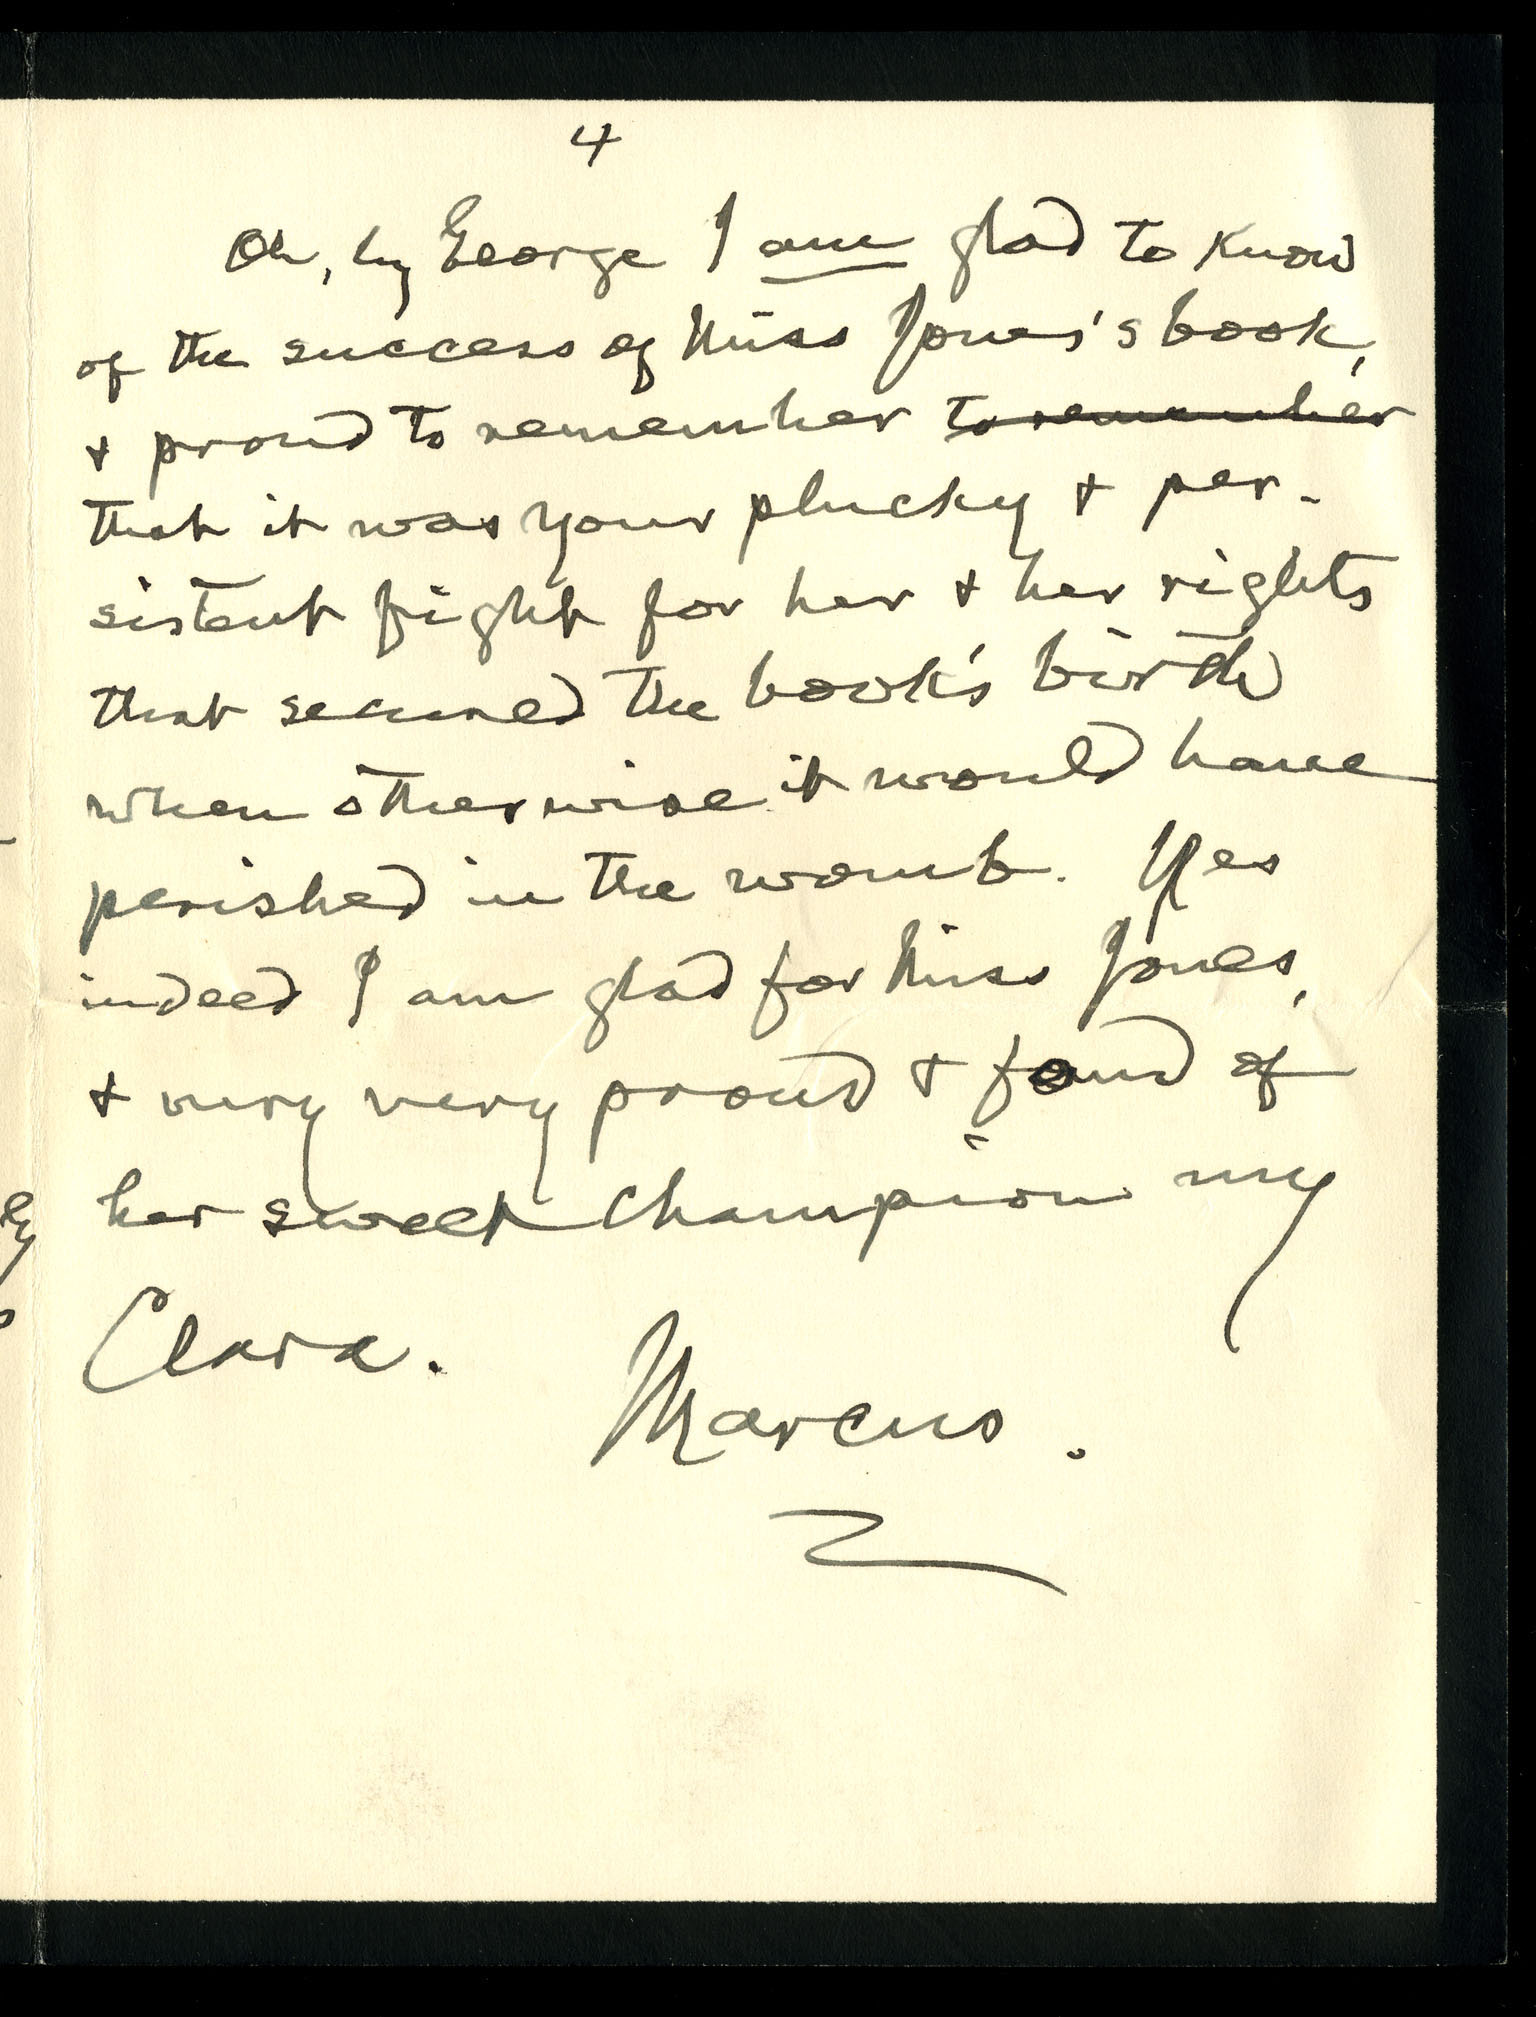 4
Oh, by George I am glad to know
of the success of Miss Jones's book,
& proud to remember to remember
that it was your plucky & per-
sistent fight for her & her rights
that secured the book's birth
when otherwise it would have
perished in the womb. Yes
indeed I am glad for Miss Jones,
& very very proud & fond of
her sweet champion my
Clara.
Marcus.